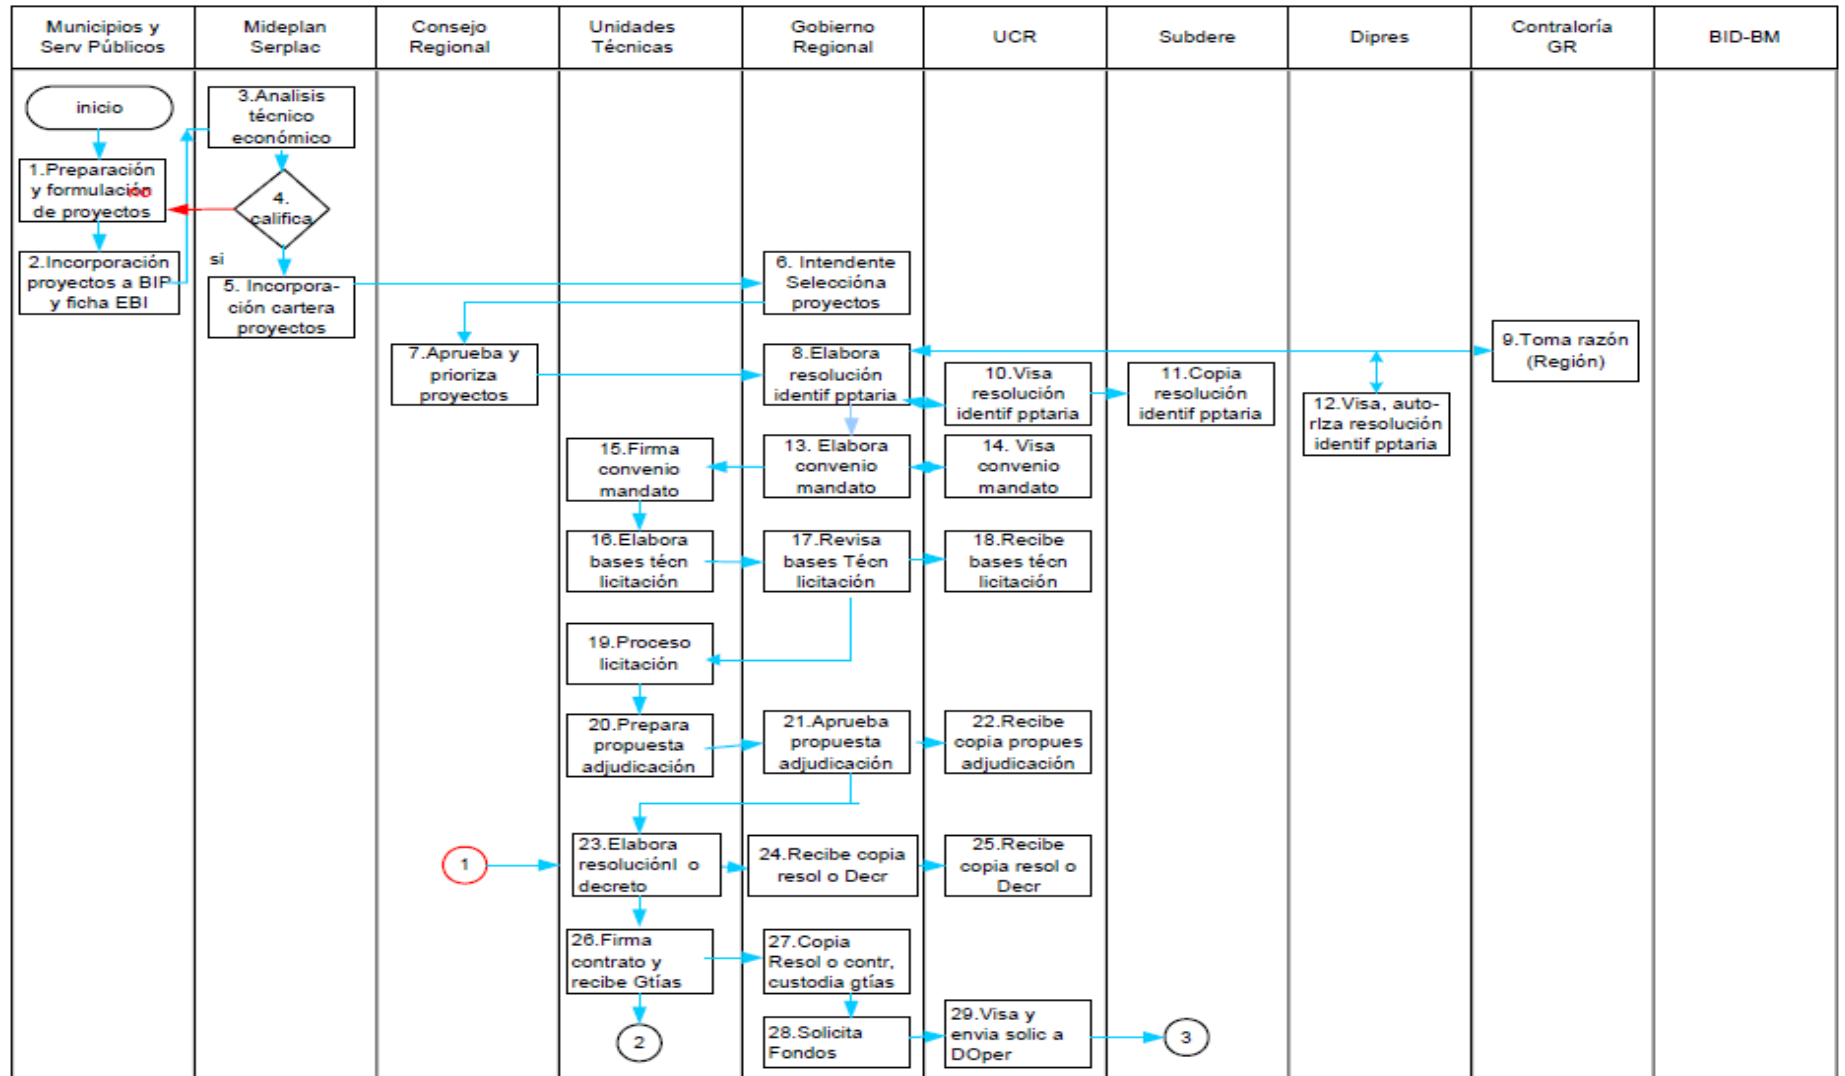 Municipios y
Serv Públicos
Mideplan
Serplac
Consejo
Regional
Unidades
Técnicas
Gobierno
Regional
UCR
Subdere
Dipres
Contraloría
GR
BID-BM
inicio
3.Analisis
técnico
económico
1.Preparación
y formulación
de proyectos
no
4.
califica
2.Incorporación
proyectos a BIP
y ficha EBI
si
5. Incorpora-
ción cartera
proyectos
6. Intendente
Seleccióna
proyectos
7.Aprueba y
prioriza
proyectos
8.Elabora
resolución
identif pptaria
9.Toma razón
(Región)
10.Visa
resolución
identif pptaria
11.Copia
resolución
identif pptaria
12.Visa, auto-
rIza resolución
identif pptaria
15.Firma
convenio
mandato
13. Elabora
convenio
mandato
14. Visa
convenio
mandato
16.Elabora
bases técn
licitación
17.Revisa
bases Técn
licitación
18.Recibe
bases técn
licitación
19.Proceso
licitación
20.Prepara
propuesta
adjudicación
21.Aprueba
propuesta
adjudicación
22.Recibe
copia propues
adjudicación
1
23.Elabora
resoluciónl o
decreto
24.Recibe copia
resol o Decr
25.Recibe
copia resol o
Decr
26.Firma
contrato y
recibe Gtías
27.Copia
Resol o contr,
custodia gtías
2
28.Solicita
Fondos
29.Visa y
envia solic a
DOper
3